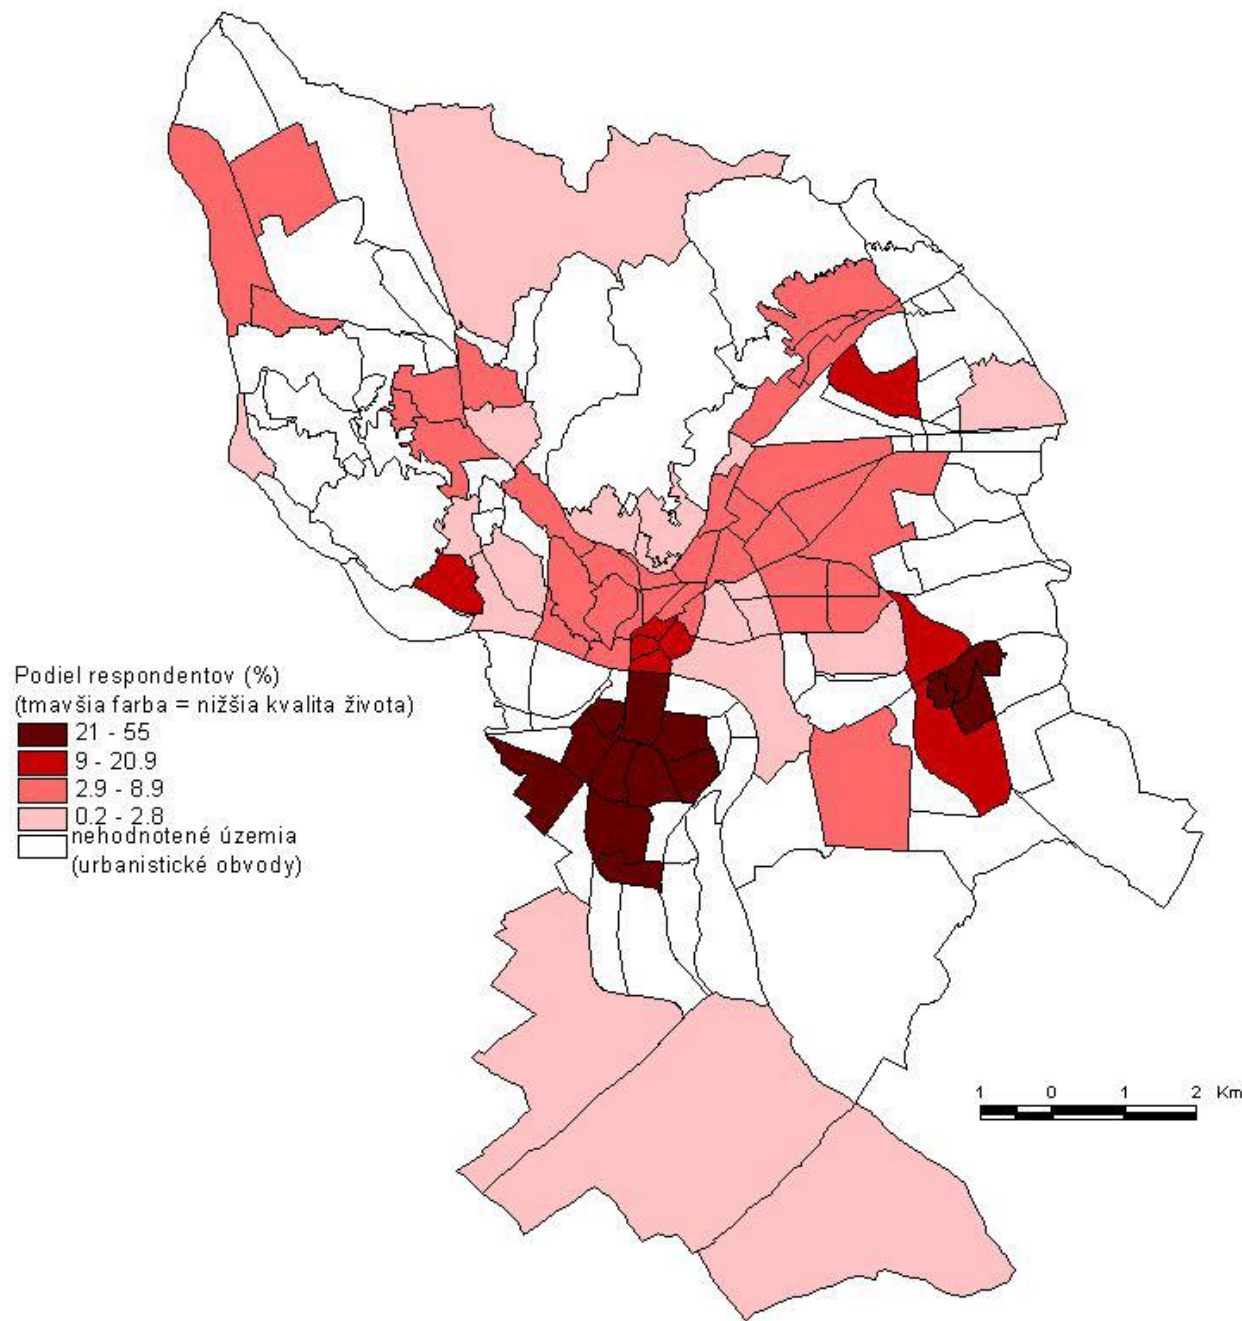 Podiel respondentov (%)
(tmavšia farba = nižšia kvalita života)
21 - 55
9 - 20.9
2.9 - 8.9
0.2 - 2.8
nehodnotené územia
(urbanistické obvody)
1 0 1 2 Km